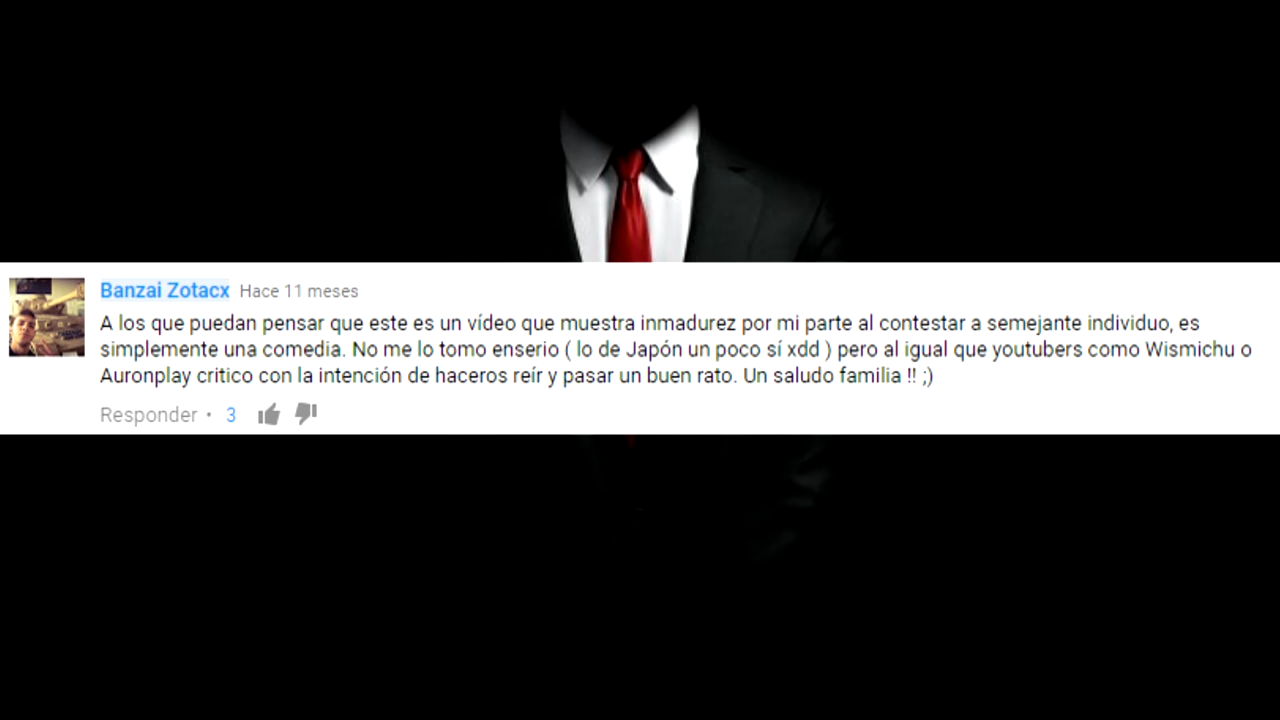 Banzai Zotacx Hace 11 meses
A los que puedan pensar que este es un vídeo que muestra inmadurez por mi parte al contestar a semejante individuo, es
simplemente una comedia. No me lo tomo enserio ( lo de Japón un poco sí xdd ) pero al igual que youtubers como Wismichu o
Auronplay critico con la intención de haceros reír y pasar un buen rato. Un saludo familia !! ;)
Responder • 3